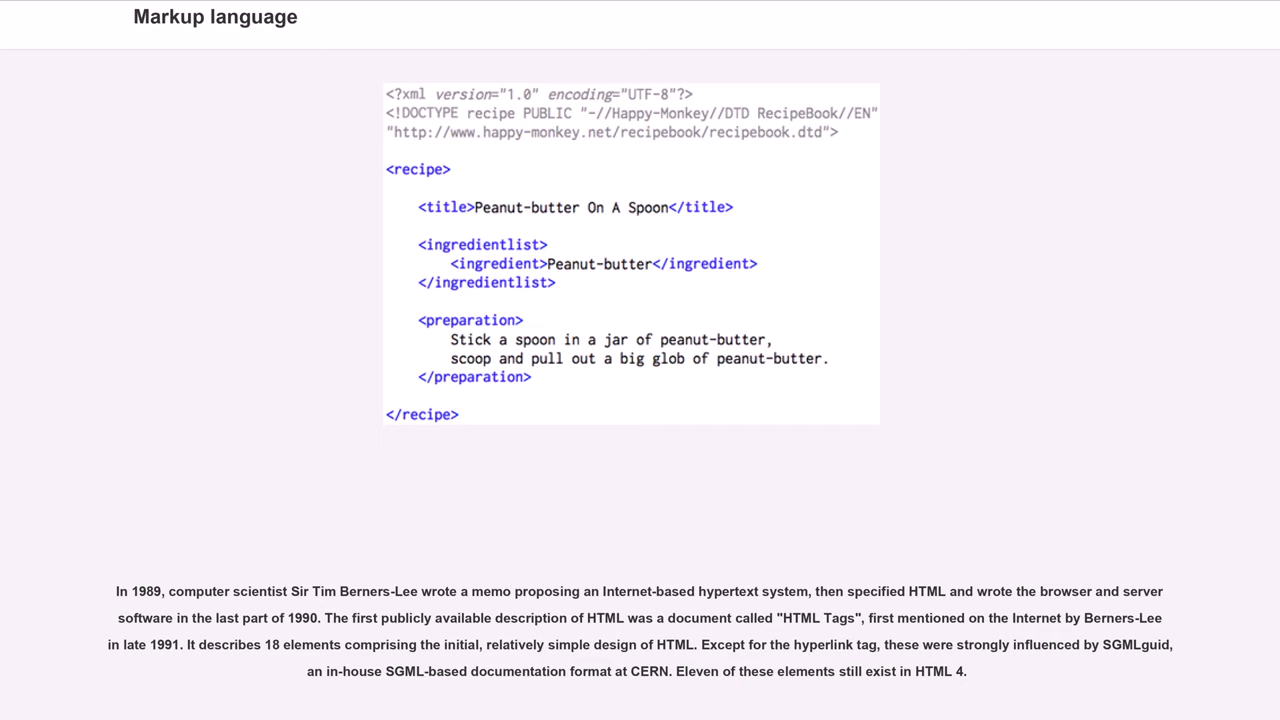 Markup language
<?xml version="1.0" encoding="UTF-8"?>
<!DOCTYPE recipe PUBLIC "-//Happy-Monkey//DTD RecipeBook//EN"
"http://www.happy-monkey.net/recipebook/recipebook.dtd">
<recipe>
<title>Peanut-butter On A Spoon</title>
<ingredientlist>
<ingredient>Peanut-butter</ingredient>
</ingredientlist>
<preparation>
Stick a spoon in a jar of peanut-butter,
scoop and pull out a big glob of peanut-butter.
</preparation>
</recipe>
In 1989, computer scientist Sir Tim Berners-Lee wrote a memo proposing an Internet-based hypertext system, then specified HTML and wrote the browser and server
software in the last part of 1990. The first publicly available description of HTML was a document called "HTML Tags", first mentioned on the Internet by Berners-Lee
in late 1991. It describes 18 elements comprising the initial, relatively simple design of HTML. Except for the hyperlink tag, these were strongly influenced by SGMLguid,
an in-house SGML-based documentation format at CERN. Eleven of these elements still exist in HTML 4.